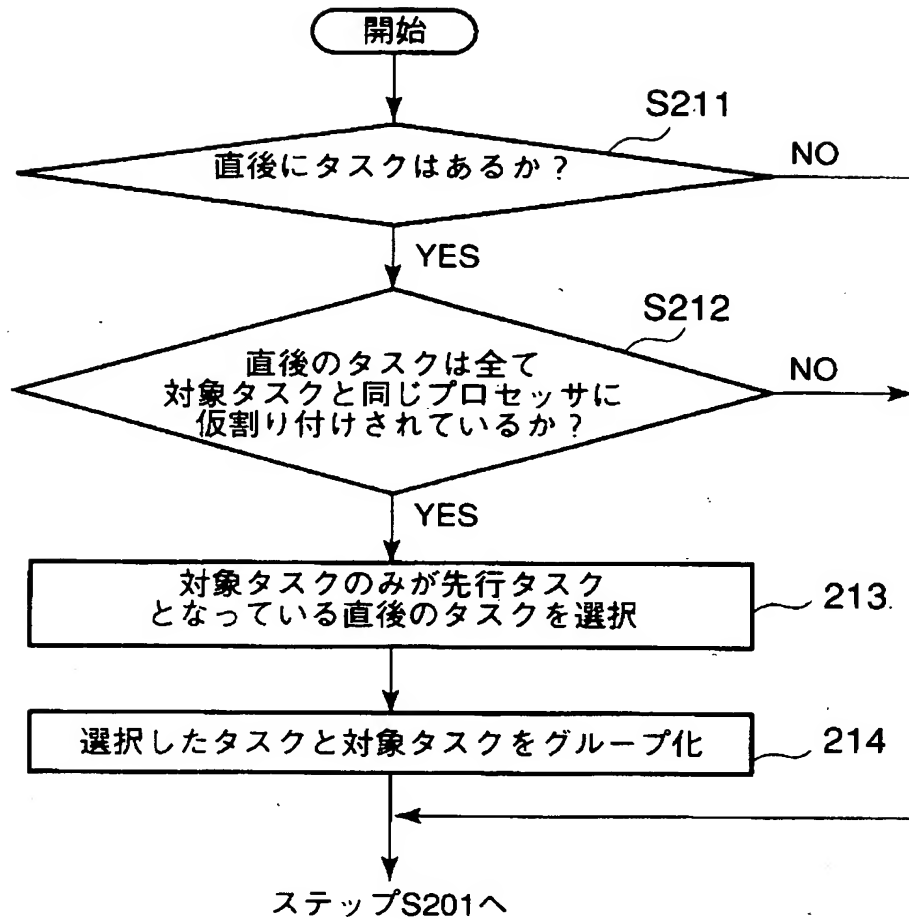 開始
S211
直後にタスクはあるか？
NO
YES
S212
直後のタスクは全て
対象タスクと同じプロセッサに
仮割り付けされているか？
NO
YES
対象タスクのみが先行タスク
となっている直後のタスクを選択
213
選択したタスクと対象タスクをグループ化
214
ステップS201へ